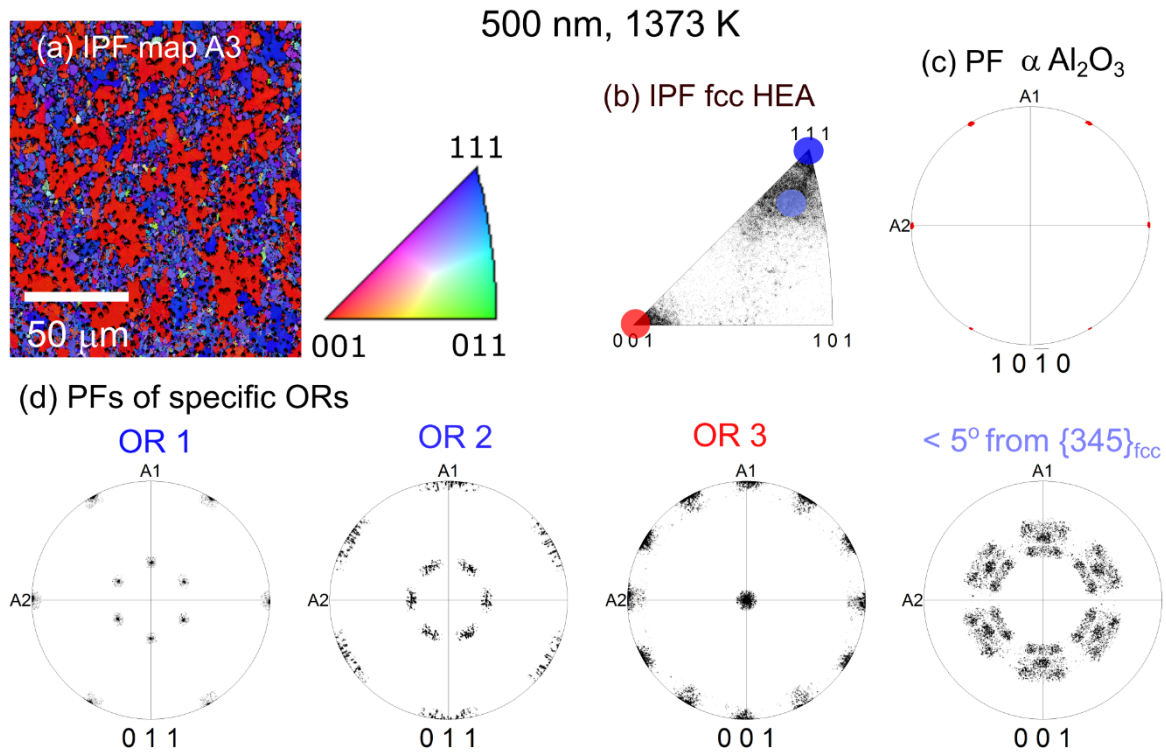 500 nm, 1373 K
(a) IPF map A3
50 μm
111
001
011
(b) IPF fcc HEA
1 1 1
0 0 1
1 0 1
(c) PF α Al₂O₃
A1
A2
1 0 1̅ 0
(d) PFs of specific ORs
OR 1
A1
A2
0 1 1
OR 2
A1
A2
0 1 1
OR 3
A1
A2
0 0 1
< 5° from {345}fcc
A1
A2
0 0 1